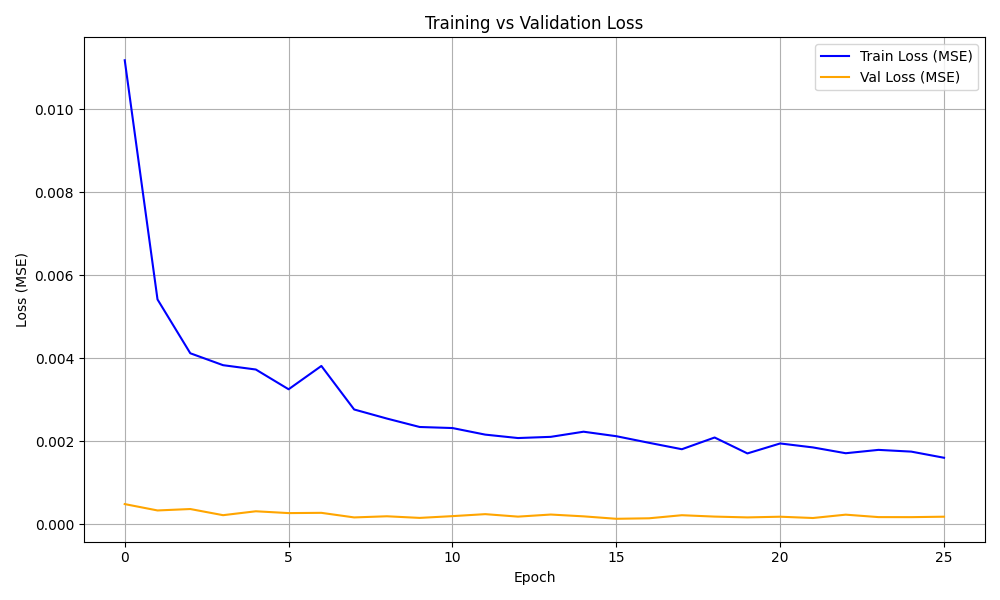 Training vs Validation Loss
Train Loss (MSE)
Val Loss (MSE)
0.010
0.008
0.006
0.004
0.002
0.000
Loss (MSE)
0 5 10 15 20 25
Epoch